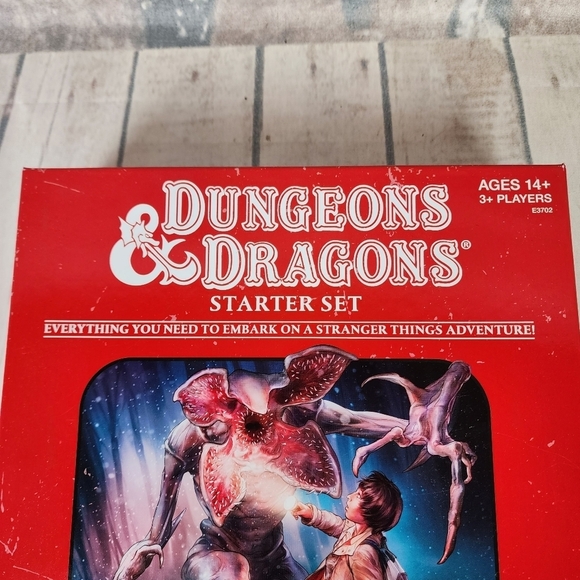 DUNGEONS
& DRAGONS®
STARTER SET
EVERYTHING YOU NEED TO EMBARK ON A STRANGER THINGS ADVENTURE!
AGES 14+
3+ PLAYERS
E3702